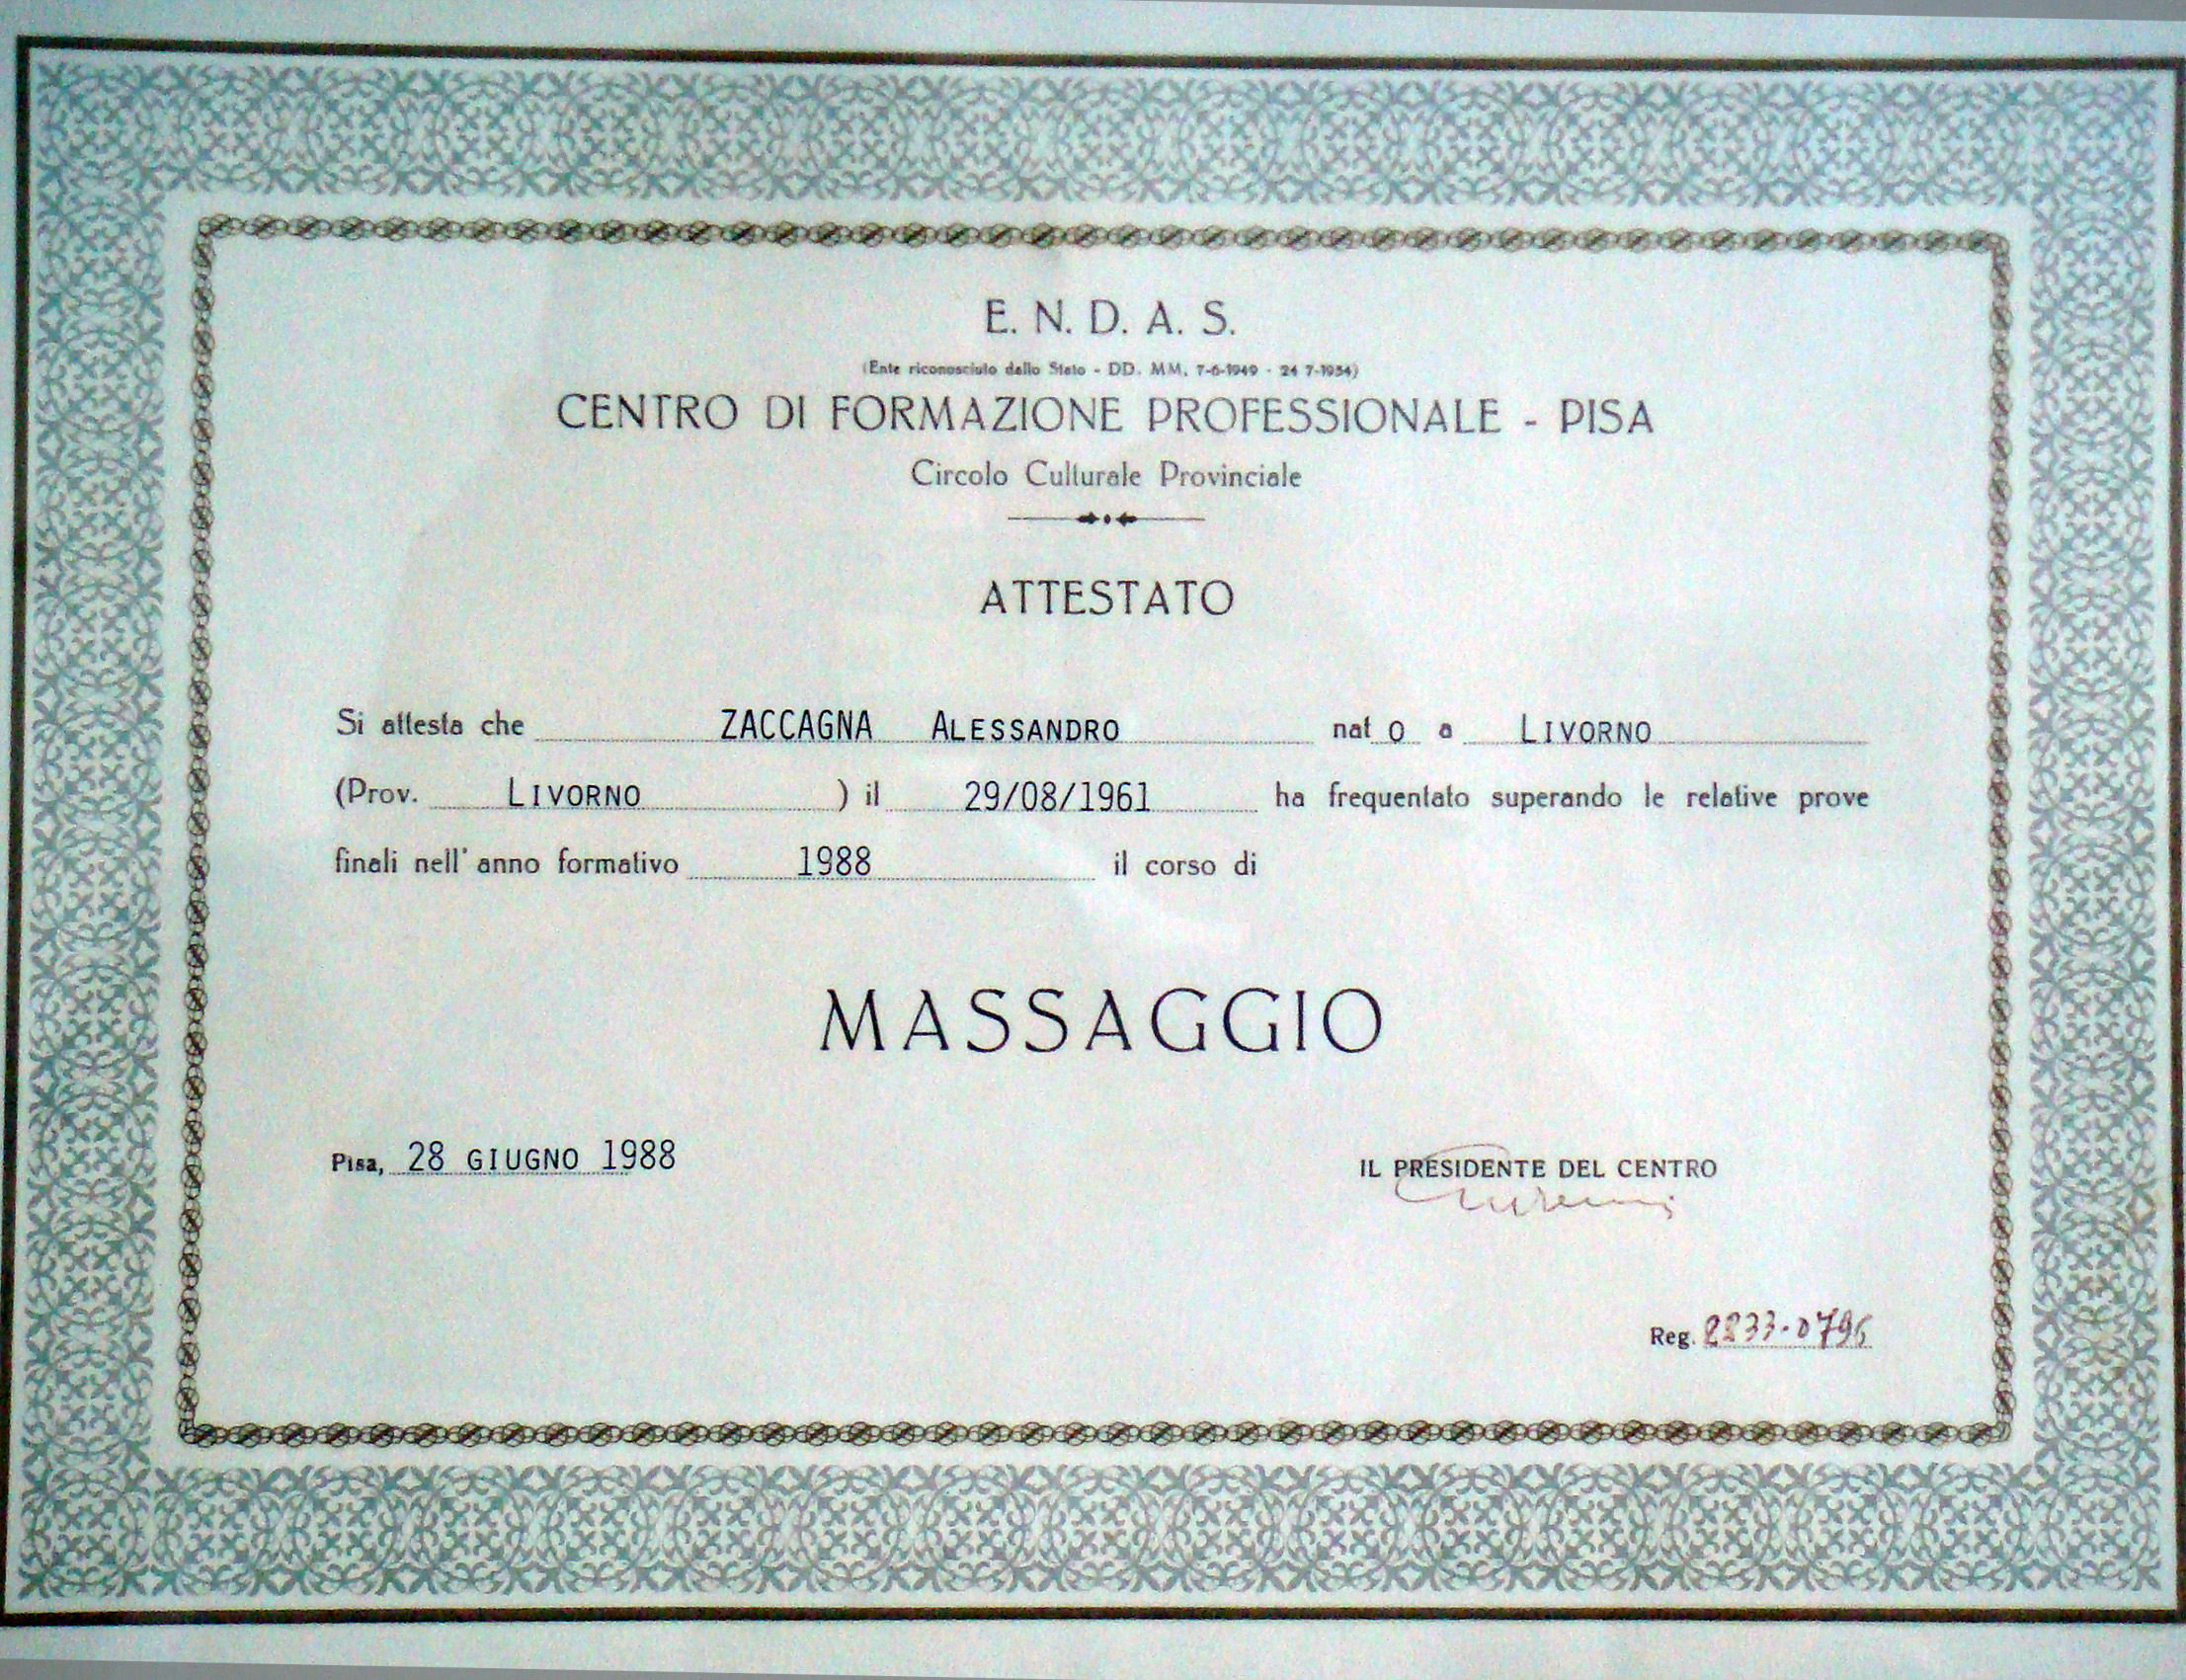 E. N. D. A. S.
(Ente riconosciuto dallo Stato - DD. MM. 7-6-1949 - 24 7-1954)
CENTRO DI FORMAZIONE PROFESSIONALE - PISA
Circolo Culturale Provinciale
ATTESTATO
Si attesta che ZACCAGNA ALESSANDRO nat o a LIVORNO
(Prov. LIVORNO ) il 29/08/1961 ha frequentato superando le relative prove
finali nell' anno formativo 1988 il corso di
MASSAGGIO
Pisa, 28 GIUGNO 1988
IL PRESIDENTE DEL CENTRO
Reg. 2233-0796